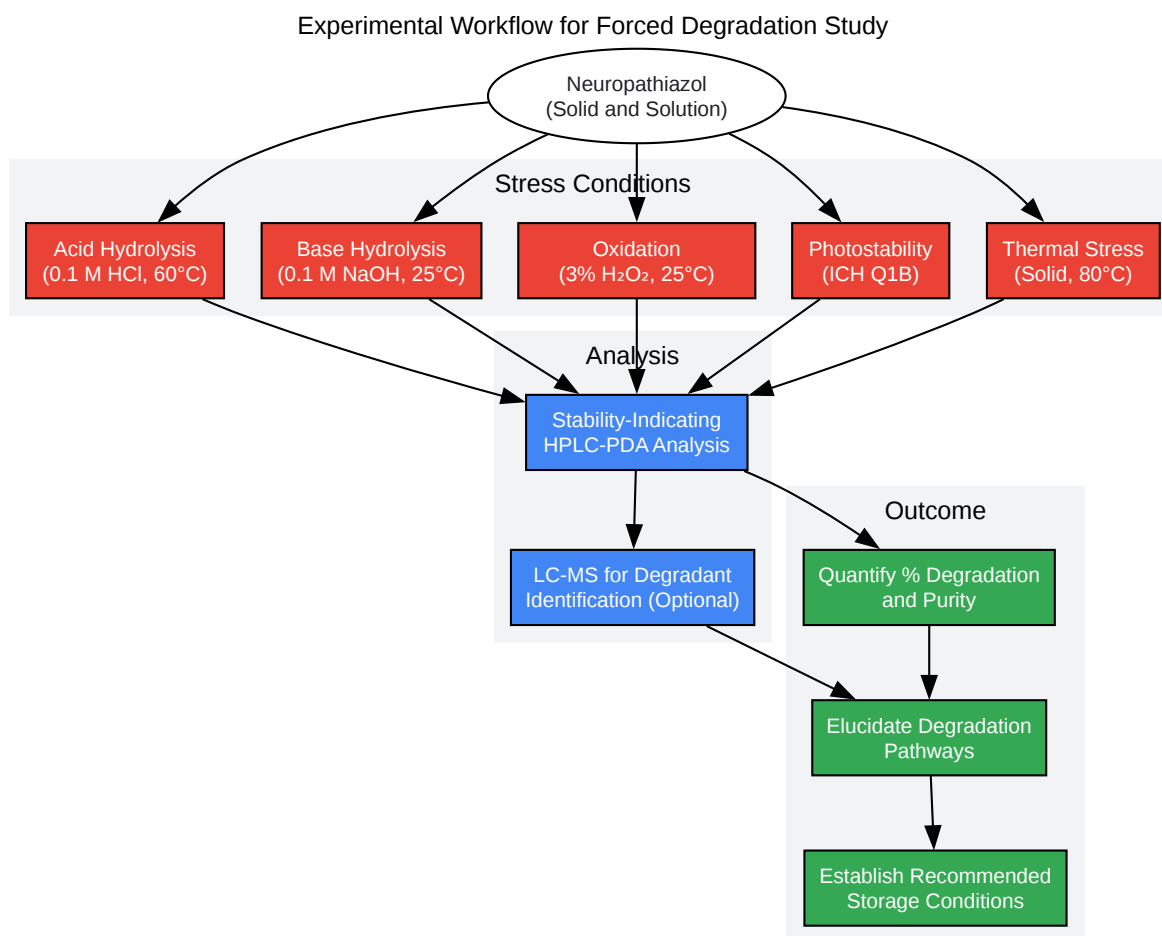 Experimental Workflow for Forced Degradation Study
Neuropathiazol
(Solid and Solution)
Stress Conditions
Acid Hydrolysis
(0.1 M HCl, 60°C)
Base Hydrolysis
(0.1 M NaOH, 25°C)
Oxidation
(3% H₂O₂, 25°C)
Photostability
(ICH Q1B)
Thermal Stress
(Solid, 80°C)
Analysis
Stability-Indicating
HPLC-PDA Analysis
Outcome
LC-MS for Degradant
Identification (Optional)
Quantify % Degradation
and Purity
Elucidate Degradation
Pathways
Establish Recommended
Storage Conditions